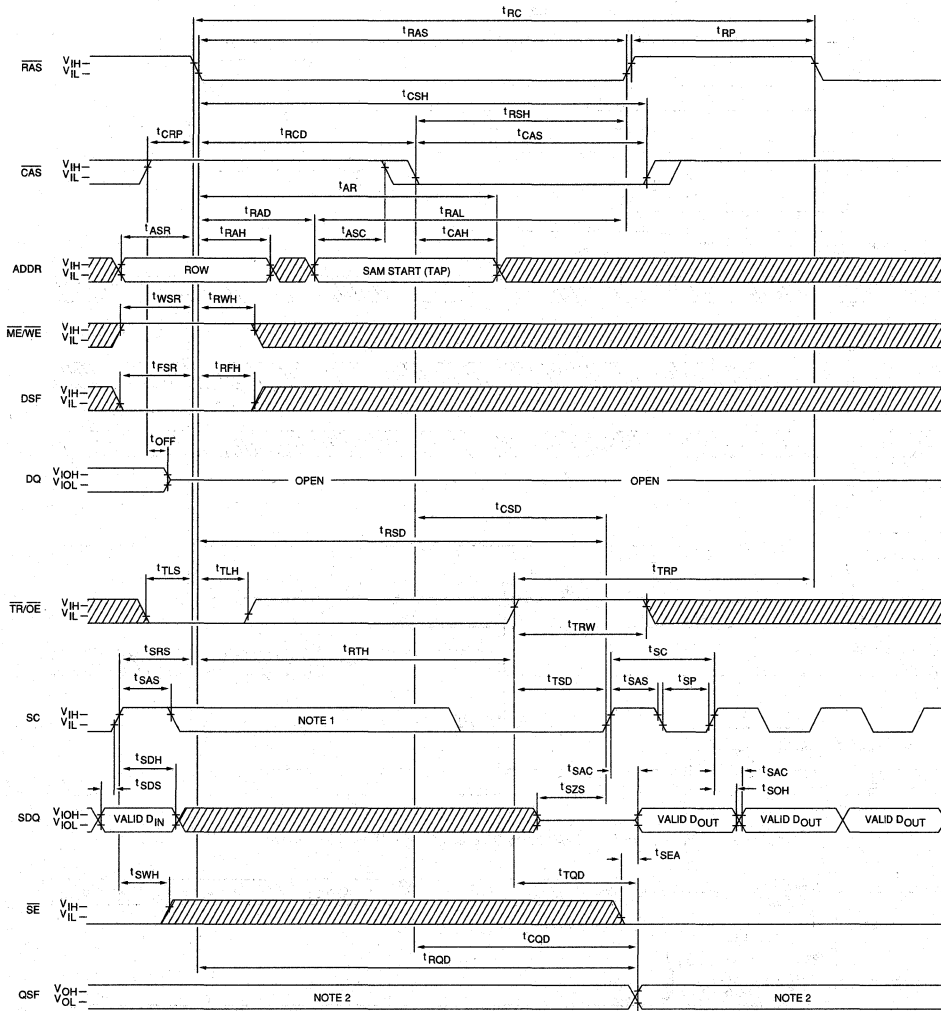 tRC
tRAS
tRP
RAS VIH VIL
tCSH
tRSH
tCRP
tRCD
tCAS
CAS VIH VIL
tAR
tRAD
tRAL
tASR
tRAH
tASC
tCAH
ADDR VIH VIL
ROW
SAM START (TAP)
tWSR
tRWH
ME/WE VIH VIL
tFSR
tRFH
DSF VIH VIL
tOFF
DQ VIOH VIOL
OPEN
OPEN
tCSD
tRSD
tTLS
tTLH
tTRP
TR/OE VIH VIL
tTRW
tSRS
tRTH
tSC
tSAS
tTSD
tSAS
tSP
SC VIH VIL
NOTE 1
tSDH
tSAC
tSAC
tSDS
tSZS
tSOH
SDQ VIOH VIOL
VALID DIN
VALID DOUT
VALID DOUT
VALID DOUT
tSEA
tSWH
tTQD
SE VIH VIL
tCQD
tRQD
QSF VOH VOL
NOTE 2
NOTE 2